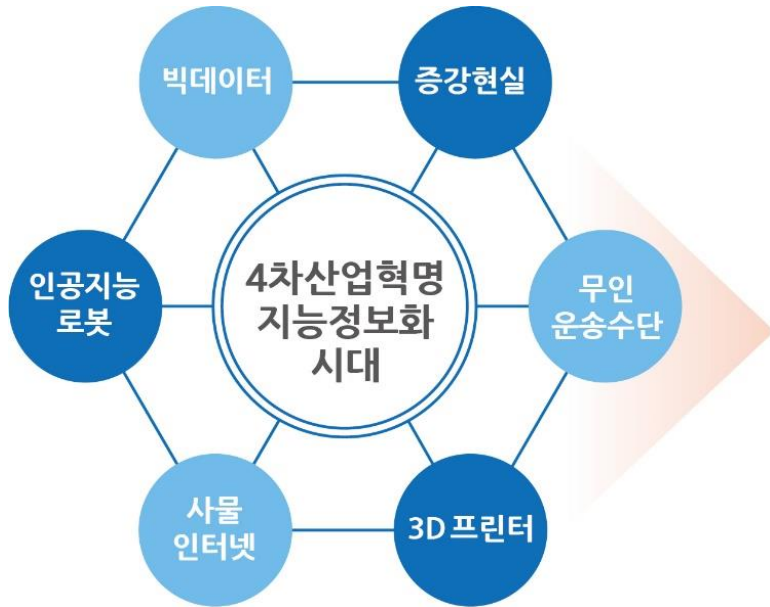 빅데이터
증강현실
인공지능
로봇
4차산업혁명
지능정보화
시대
무인
운송수단
사물
인터넷
3D 프린터